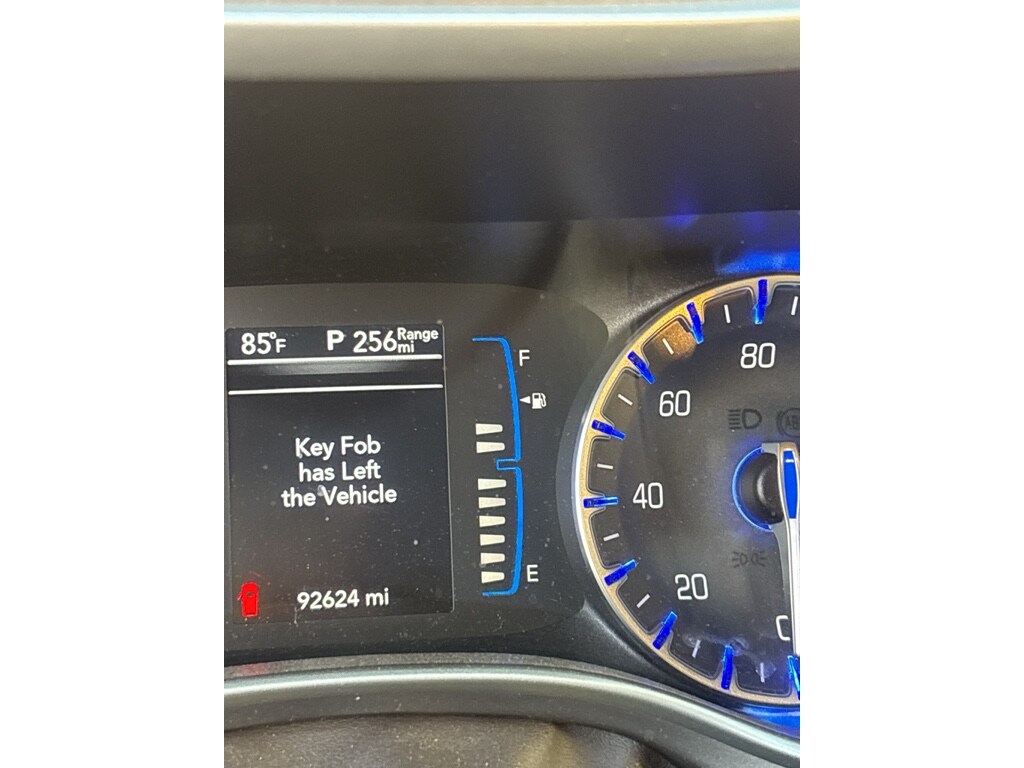 85°F P 256 Range mi
F
Key Fob
has Left
the Vehicle
E
92624 mi
80
60
40
20